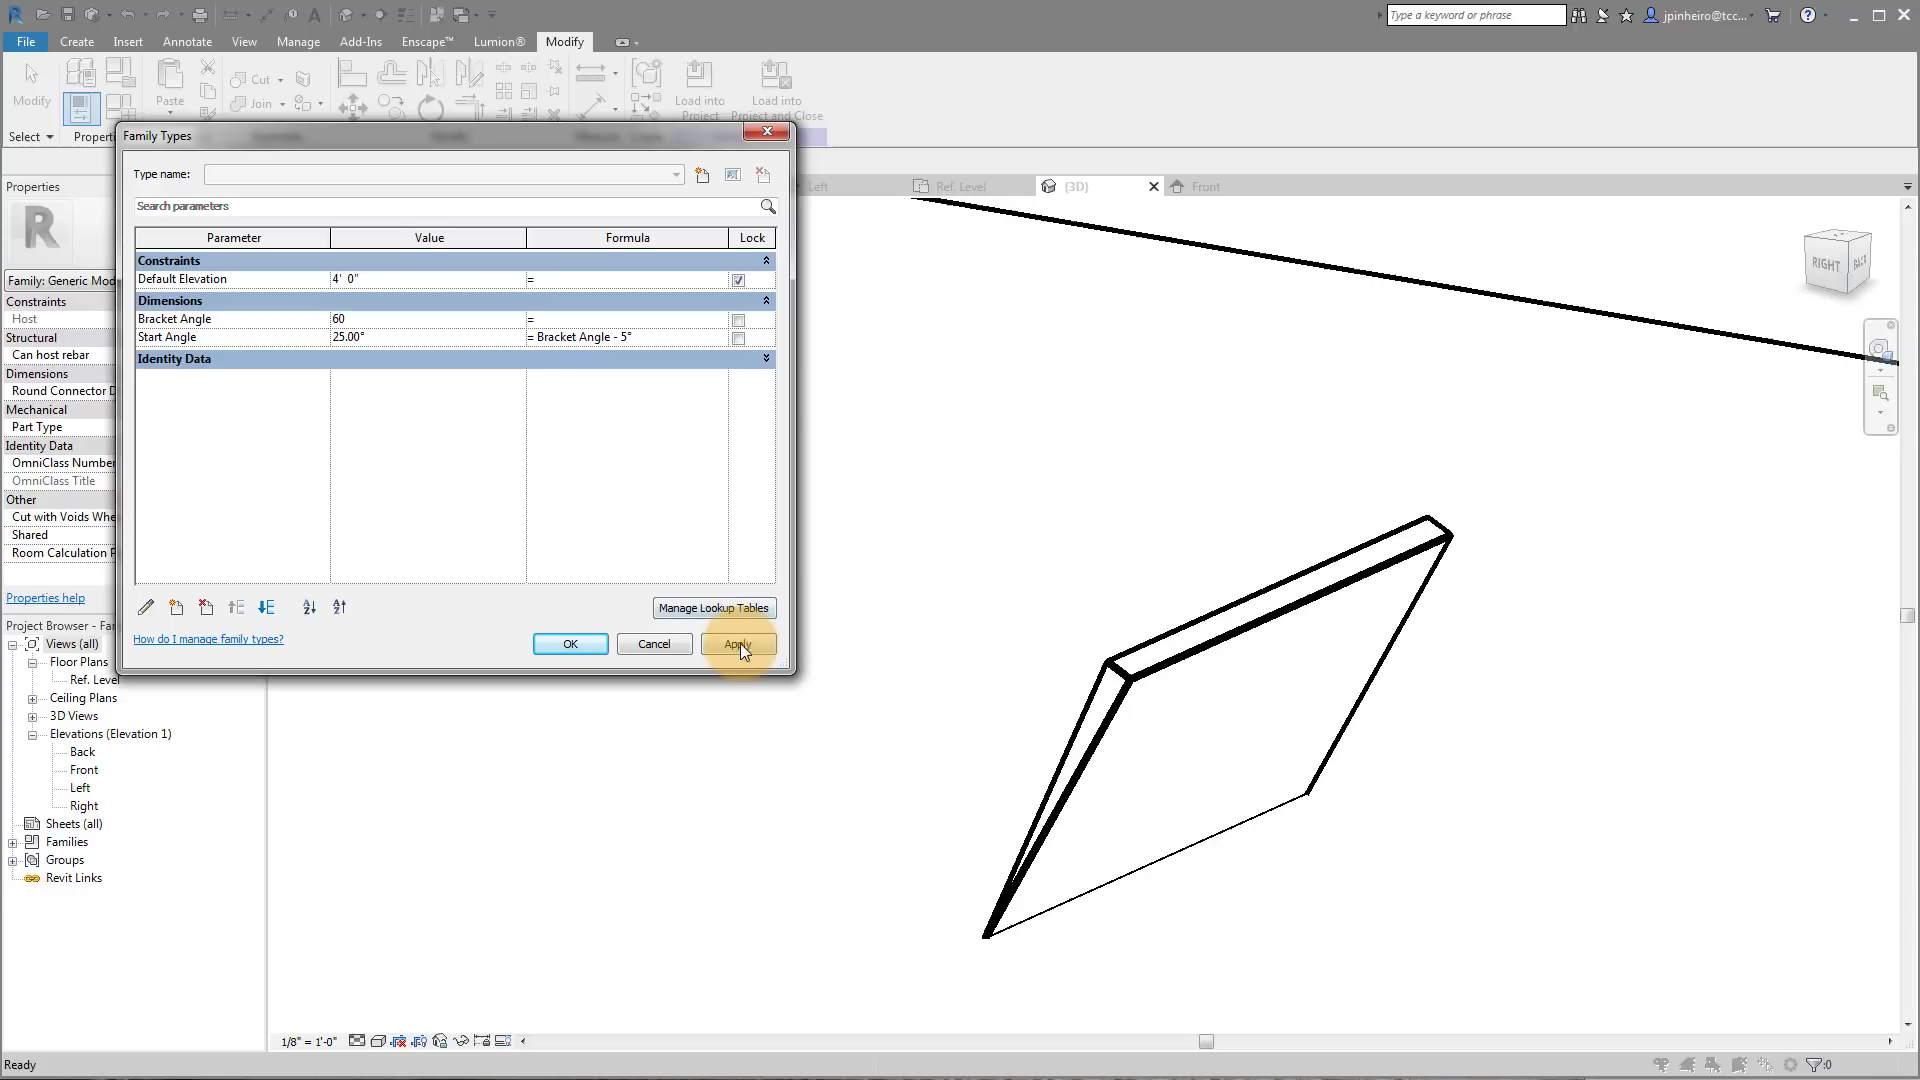 Type a keyword or phrase
jpinheiro@tcc...
File Create Insert Annotate View Manage Add-Ins Enscape™ Lumion® Modify
Modify
Paste
Cut
Join
Load into
Project
Load into
Project and Close
Select
Properti
Family Types
Type name:
Search parameters
Parameter Value Formula Lock
Constraints
Default Elevation 4' 0" =
Dimensions
Bracket Angle 60 =
Start Angle 25.00° = Bracket Angle - 5°
Identity Data
Manage Lookup Tables
How do I manage family types?
OK Cancel Apply
Left
Ref. Level
(3D)
Front
RIGHT BACK
Properties
R
Family: Generic Mod
Constraints
Host
Structural
Can host rebar
Dimensions
Round Connector D
Mechanical
Part Type
Identity Data
OmniClass Number
OmniClass Title
Other
Cut with Voids Whe
Shared
Room Calculation P
Properties help
Project Browser - Fam
Views (all)
Floor Plans
Ref. Level
Ceiling Plans
3D Views
Elevations (Elevation 1)
Back
Front
Left
Right
Sheets (all)
Families
Groups
Revit Links
1/8" = 1'-0"
Ready
:0